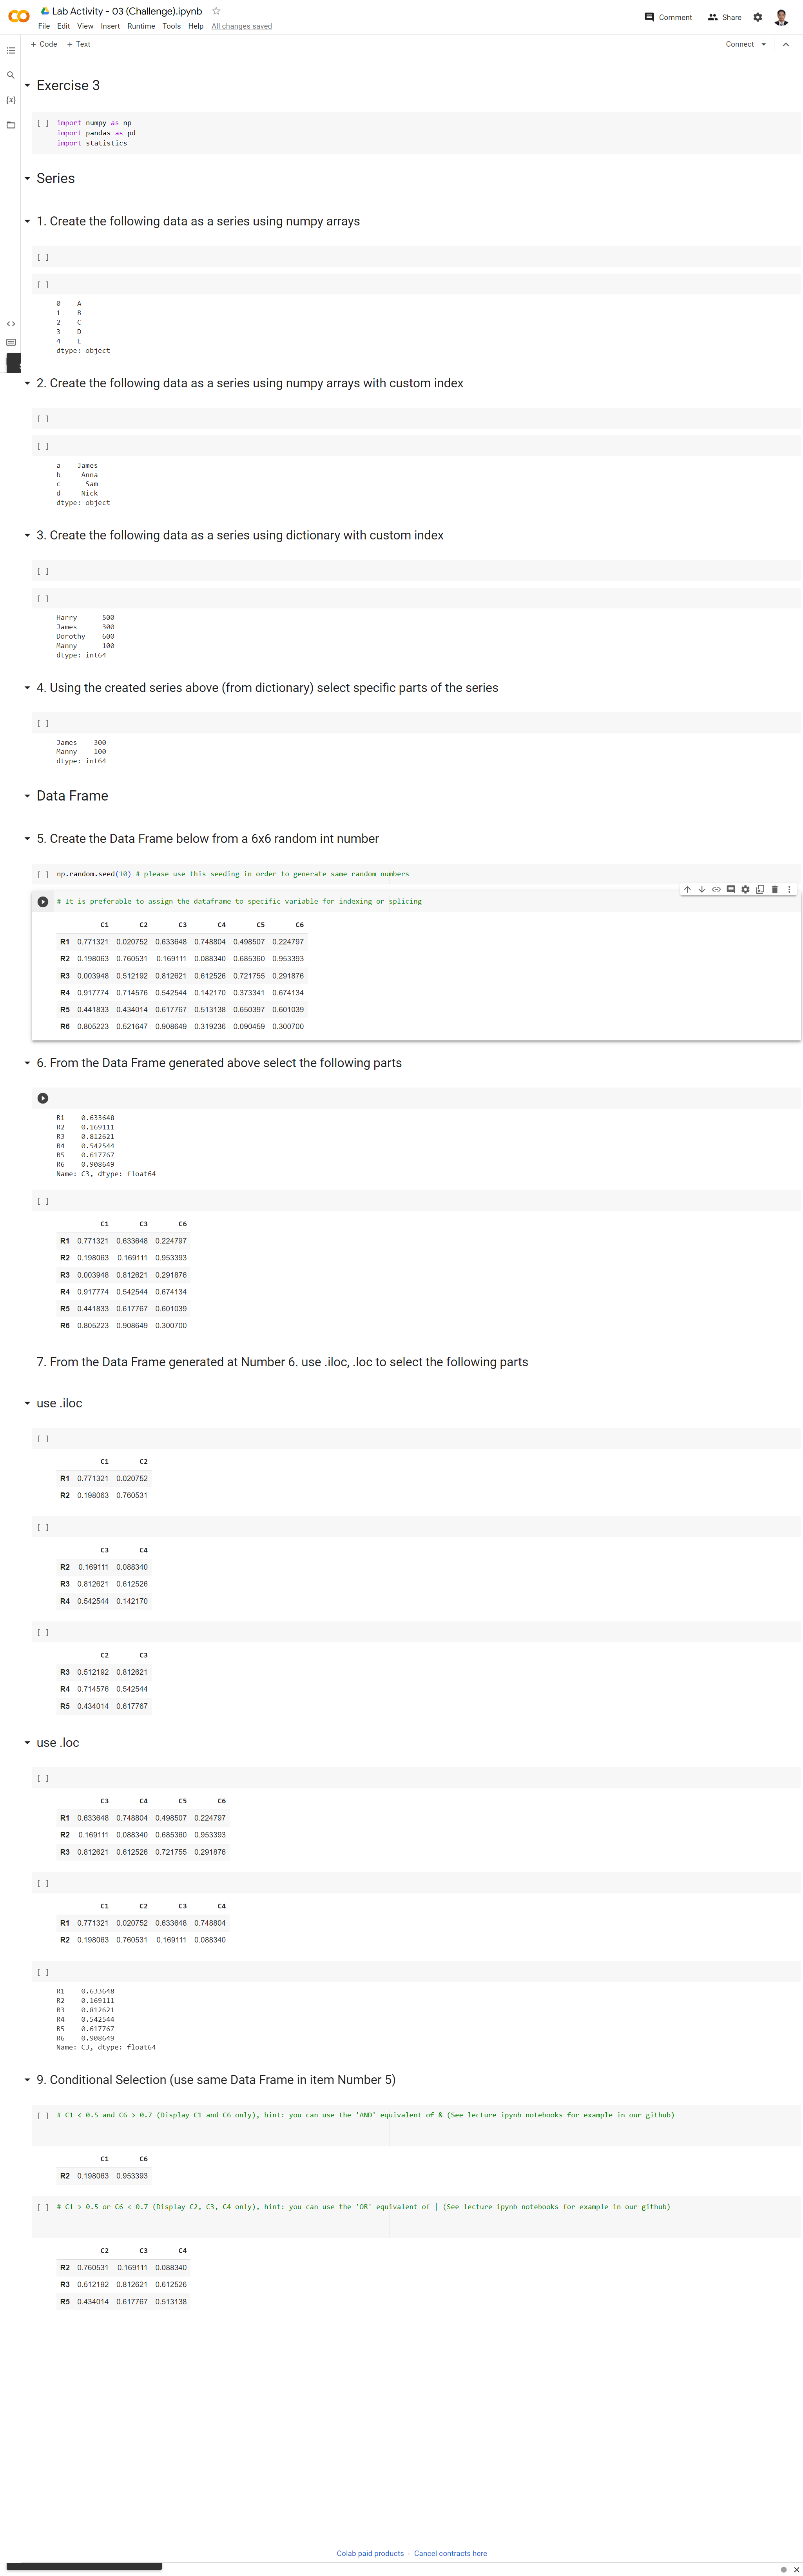 Lab Activity - 03 (Challenge).ipynb
File Edit View Insert Runtime Tools Help All changes saved
Comment Share
+ Code + Text
Connect
Exercise 3
[ ] import numpy as np
import pandas as pd
import statistics
Series
1. Create the following data as a series using numpy arrays
[ ]
[ ]
0 A
1 B
2 C
3 D
4 E
dtype: object
2. Create the following data as a series using numpy arrays with custom index
[ ]
[ ]
a James
b Anna
c Sam
d Nick
dtype: object
3. Create the following data as a series using dictionary with custom index
[ ]
[ ]
Harry 500
James 300
Dorothy 600
Manny 100
dtype: int64
4. Using the created series above (from dictionary) select specific parts of the series
[ ]
James 300
Manny 100
dtype: int64
Data Frame
5. Create the Data Frame below from a 6x6 random int number
[ ] np.random.seed(10) # please use this seeding in order to generate same random numbers
# It is preferable to assign the dataframe to specific variable for indexing or splicing
C1 C2 C3 C4 C5 C6
R1 0.771321 0.020752 0.633648 0.748804 0.498507 0.224797
R2 0.198063 0.760531 0.169111 0.088340 0.685360 0.953393
R3 0.003948 0.512192 0.812621 0.612526 0.721755 0.291876
R4 0.917774 0.714576 0.542544 0.142170 0.373341 0.674134
R5 0.441833 0.434014 0.617767 0.513138 0.650397 0.601039
R6 0.805223 0.521647 0.908649 0.319236 0.090459 0.300700
6. From the Data Frame generated above select the following parts
R1 0.633648
R2 0.169111
R3 0.812621
R4 0.542544
R5 0.617767
R6 0.908649
Name: C3, dtype: float64
[ ]
C1 C3 C6
R1 0.771321 0.633648 0.224797
R2 0.198063 0.169111 0.953393
R3 0.003948 0.812621 0.291876
R4 0.917774 0.542544 0.674134
R5 0.441833 0.617767 0.601039
R6 0.805223 0.908649 0.300700
7. From the Data Frame generated at Number 6. use .iloc, .loc to select the following parts
use .iloc
[ ]
C1 C2
R1 0.771321 0.020752
R2 0.198063 0.760531
[ ]
C3 C4
R2 0.169111 0.088340
R3 0.812621 0.612526
R4 0.542544 0.142170
[ ]
C2 C3
R3 0.512192 0.812621
R4 0.714576 0.542544
R5 0.434014 0.617767
use .loc
[ ]
C3 C4 C5 C6
R1 0.633648 0.748804 0.498507 0.224797
R2 0.169111 0.088340 0.685360 0.953393
R3 0.812621 0.612526 0.721755 0.291876
[ ]
C1 C2 C3 C4
R1 0.771321 0.020752 0.633648 0.748804
R2 0.198063 0.760531 0.169111 0.088340
[ ]
R1 0.633648
R2 0.169111
R3 0.812621
R4 0.542544
R5 0.617767
R6 0.908649
Name: C3, dtype: float64
9. Conditional Selection (use same Data Frame in item Number 5)
[ ] # C1 < 0.5 and C6 > 0.7 (Display C1 and C6 only), hint: you can use the 'AND' equivalent of & (See lecture ipynb notebooks for example in our github)
C1 C6
R2 0.198063 0.953393
[ ] # C1 > 0.5 or C6 < 0.7 (Display C2, C3, C4 only), hint: you can use the 'OR' equivalent of | (See lecture ipynb notebooks for example in our github)
C2 C3 C4
R2 0.760531 0.169111 0.088340
R3 0.512192 0.812621 0.612526
R5 0.434014 0.617767 0.513138
Colab paid products - Cancel contracts here